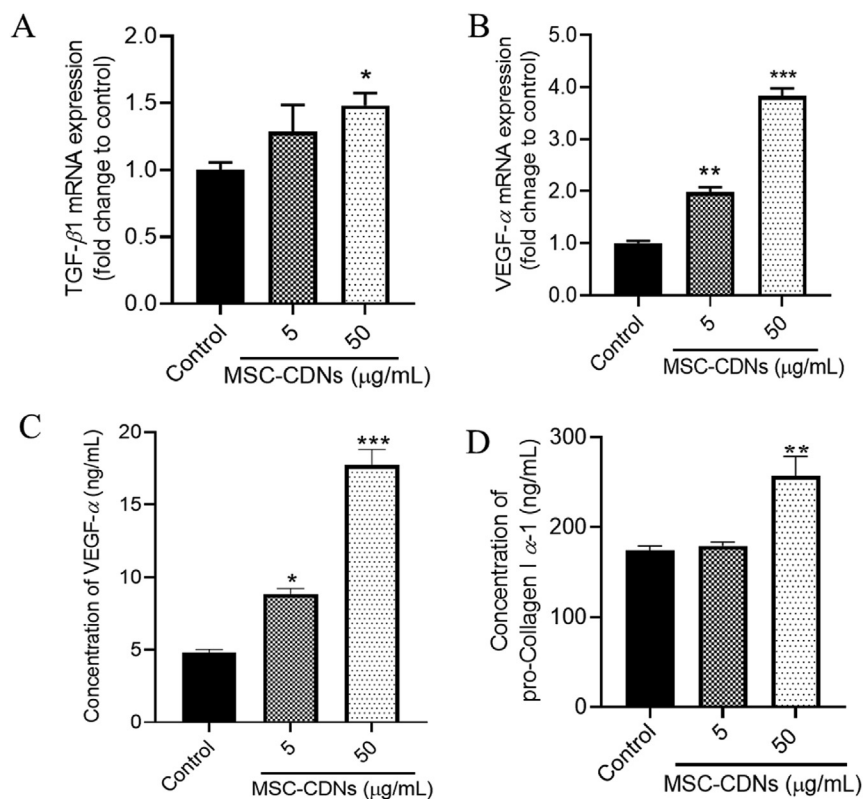 A
TGF-β1 mRNA expression
(fold change to control)
2.0
1.5
1.0
0.5
0.0
*
Control
5
50
MSC-CDNs (μg/mL)
B
VEGF-α mRNA expression
(fold chnage to control)
5.0
4.0
3.0
2.0
1.0
0.0
**
***
Control
5
50
MSC-CDNs (μg/mL)
C
Concentration of VEGF-α (ng/mL)
20
15
10
5
0
*
***
Control
5
50
MSC-CDNs (μg/mL)
D
Concentration of
pro-Collagen I α-1 (ng/mL)
300
200
100
0
**
Control
5
50
MSC-CDNs (μg/mL)